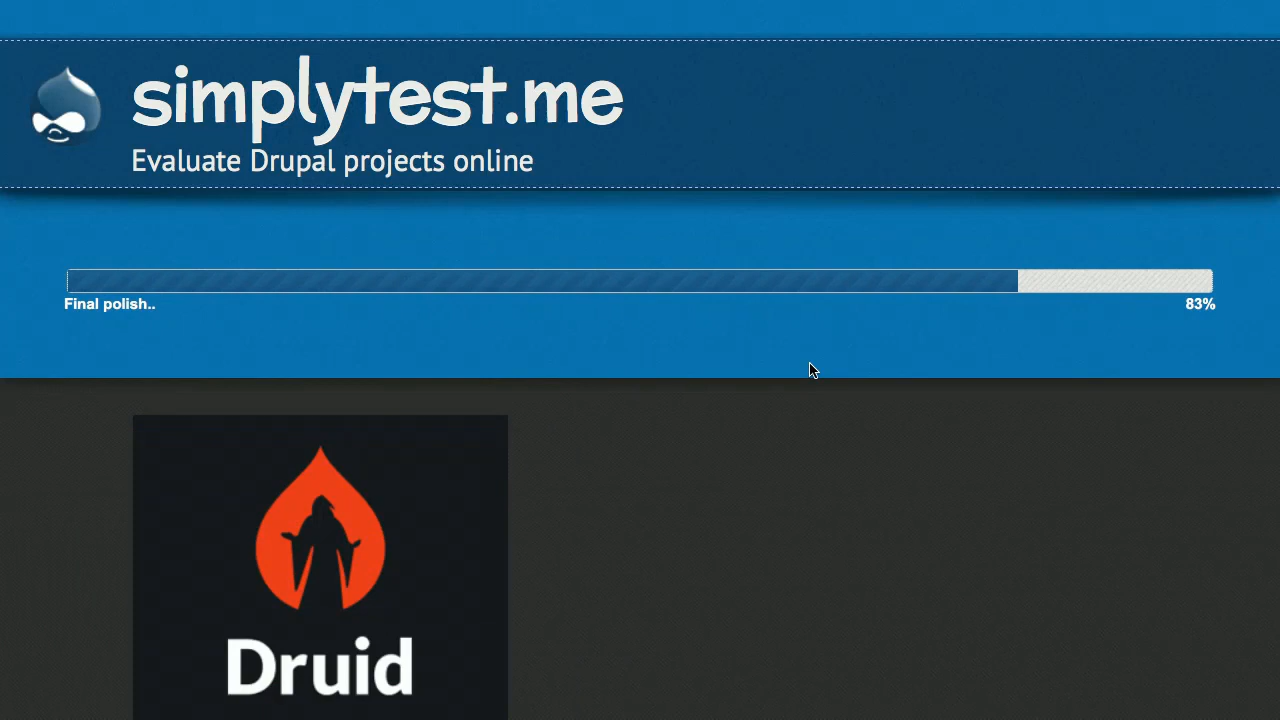 simplytest.me
Evaluate Drupal projects online
Final polish..
83%
Druid